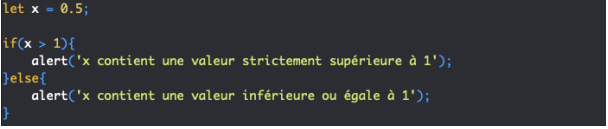 let x = 0.5;
if(x > 1){
alert('x contient une valeur strictement supérieure à 1');
}else{
alert('x contient une valeur inférieure ou égale à 1');
}